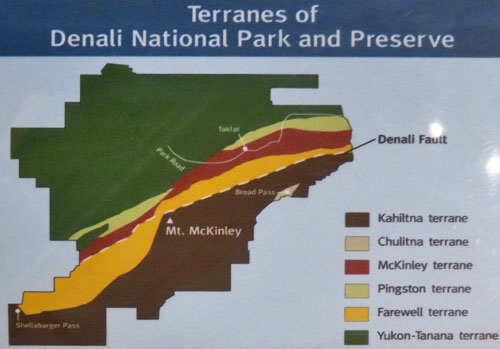 Terranes of
Denali National Park and Preserve
Toklat
Park Road
Denali Fault
Broad Pass
Mt. McKinley
Shellabarger Pass
Kahiltna terrane
Chulitna terrane
McKinley terrane
Pingston terrane
Farewell terrane
Yukon-Tanana terrane